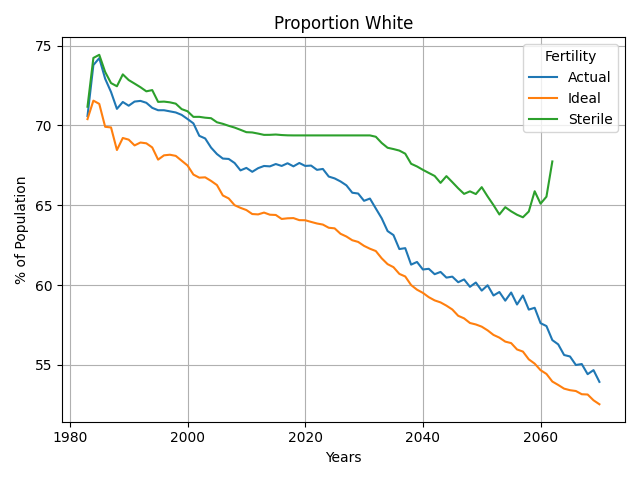 Proportion White
Fertility
Actual
Ideal
Sterile
% of Population
75
70
65
60
55
1980
2000
2020
2040
2060
Years